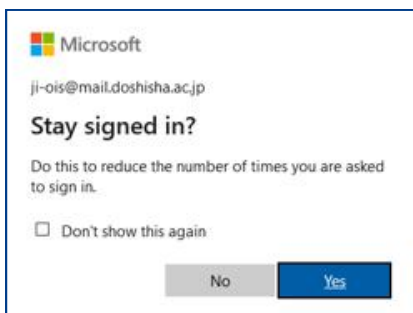 Microsoft
ji-ois@mail.doshisha.ac.jp
Stay signed in?
Do this to reduce the number of times you are asked
to sign in.
Don't show this again
No
Yes